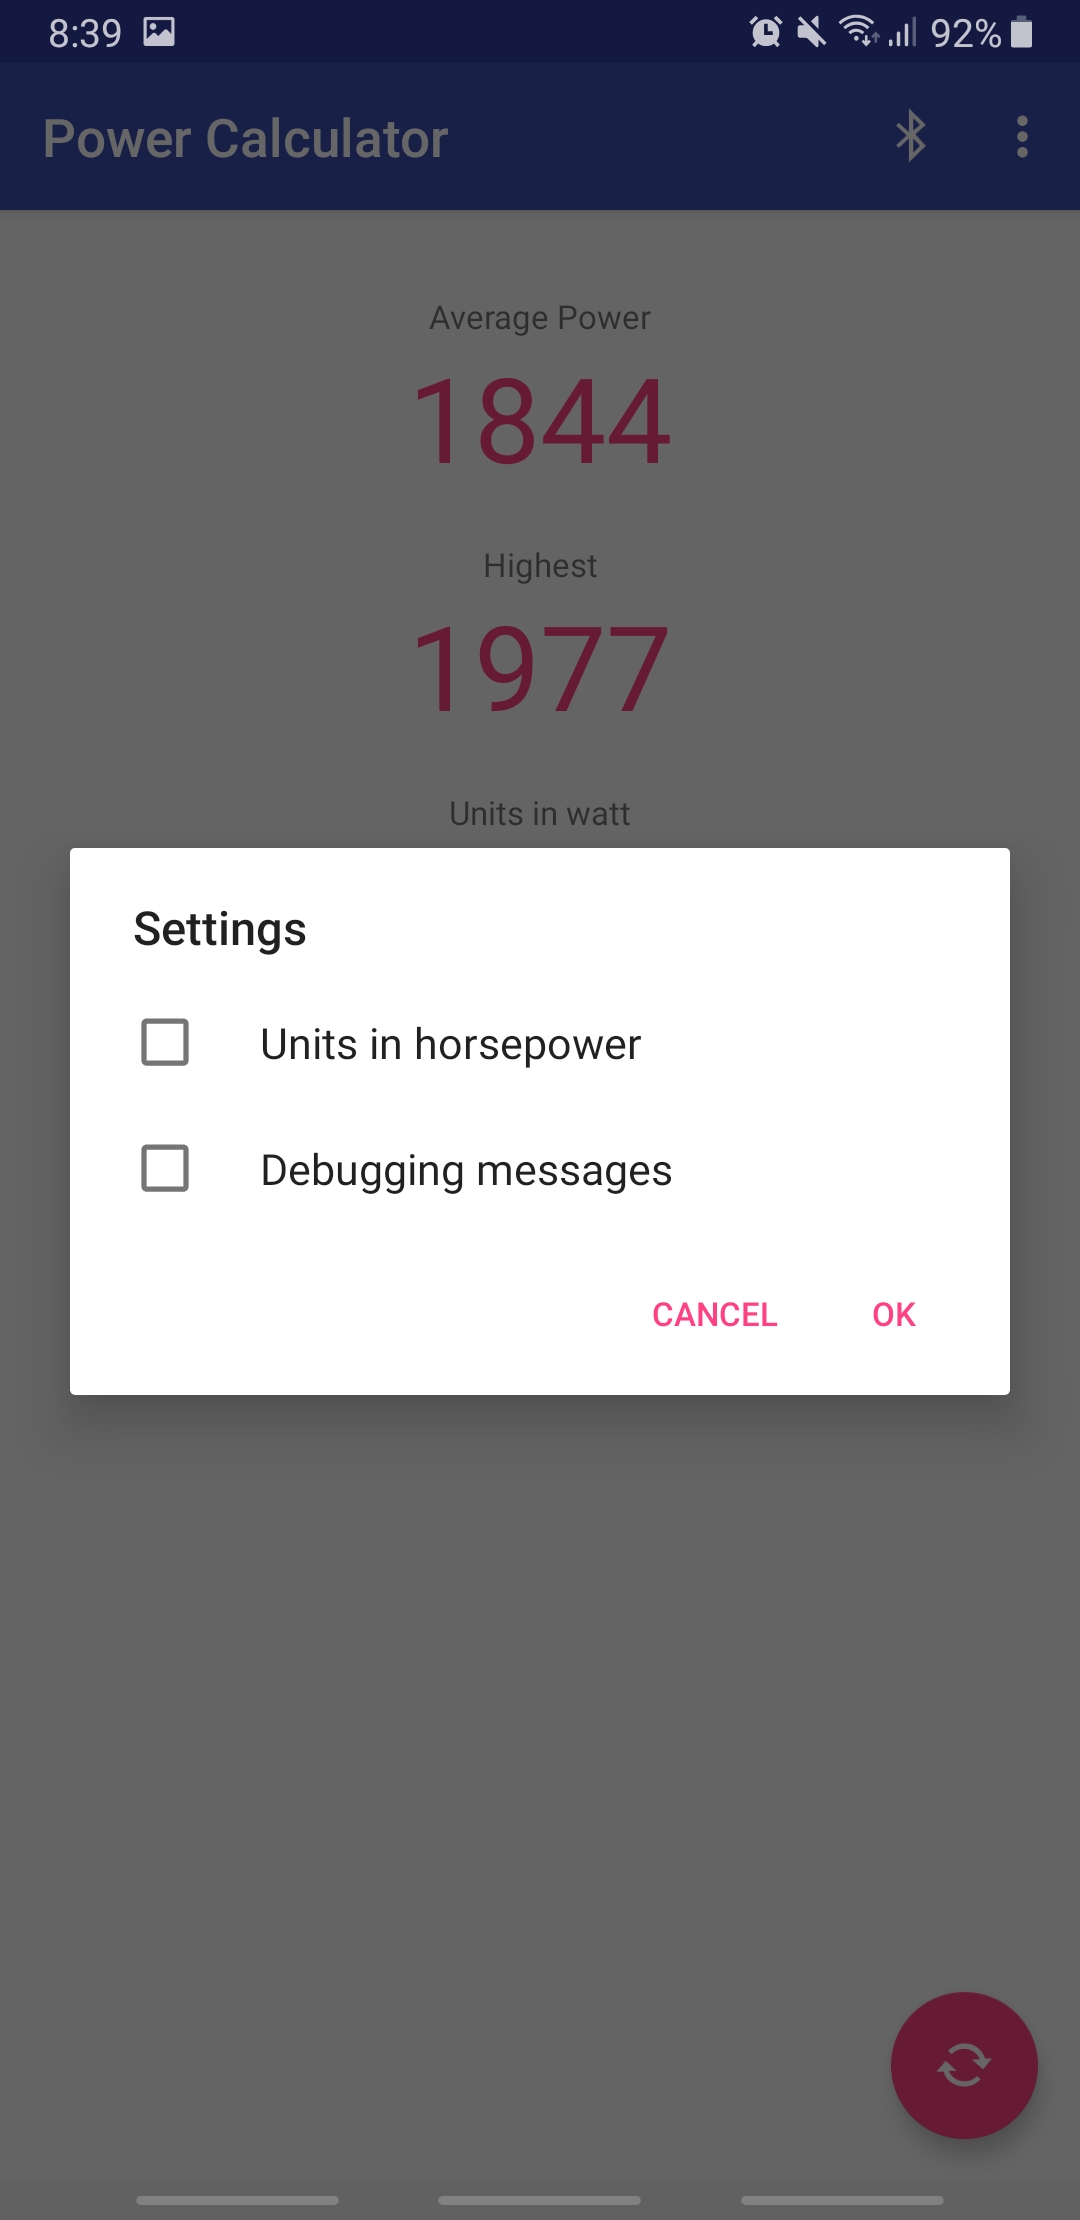 8:39
92%
Power Calculator
Average Power
1844
Highest
1977
Units in watt
Settings
Units in horsepower
Debugging messages
CANCEL OK